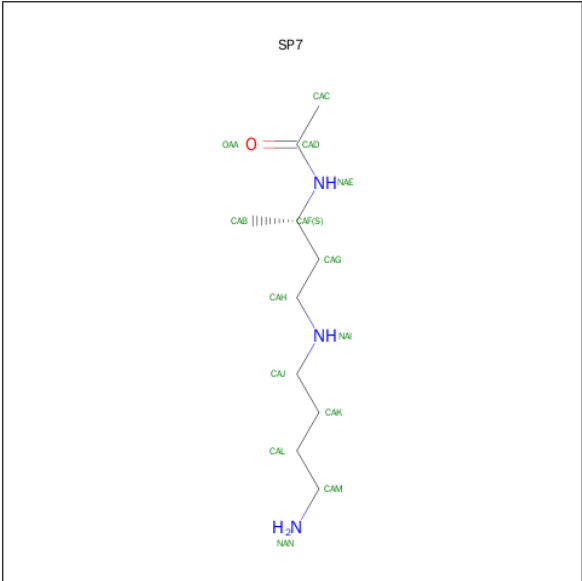 SP7
CAC
OAA O CAD
NH NAE
CAB CAF(S)
CAG
CAH
NH NAI
CAJ
CAK
CAL
CAM
H₂N
NAN